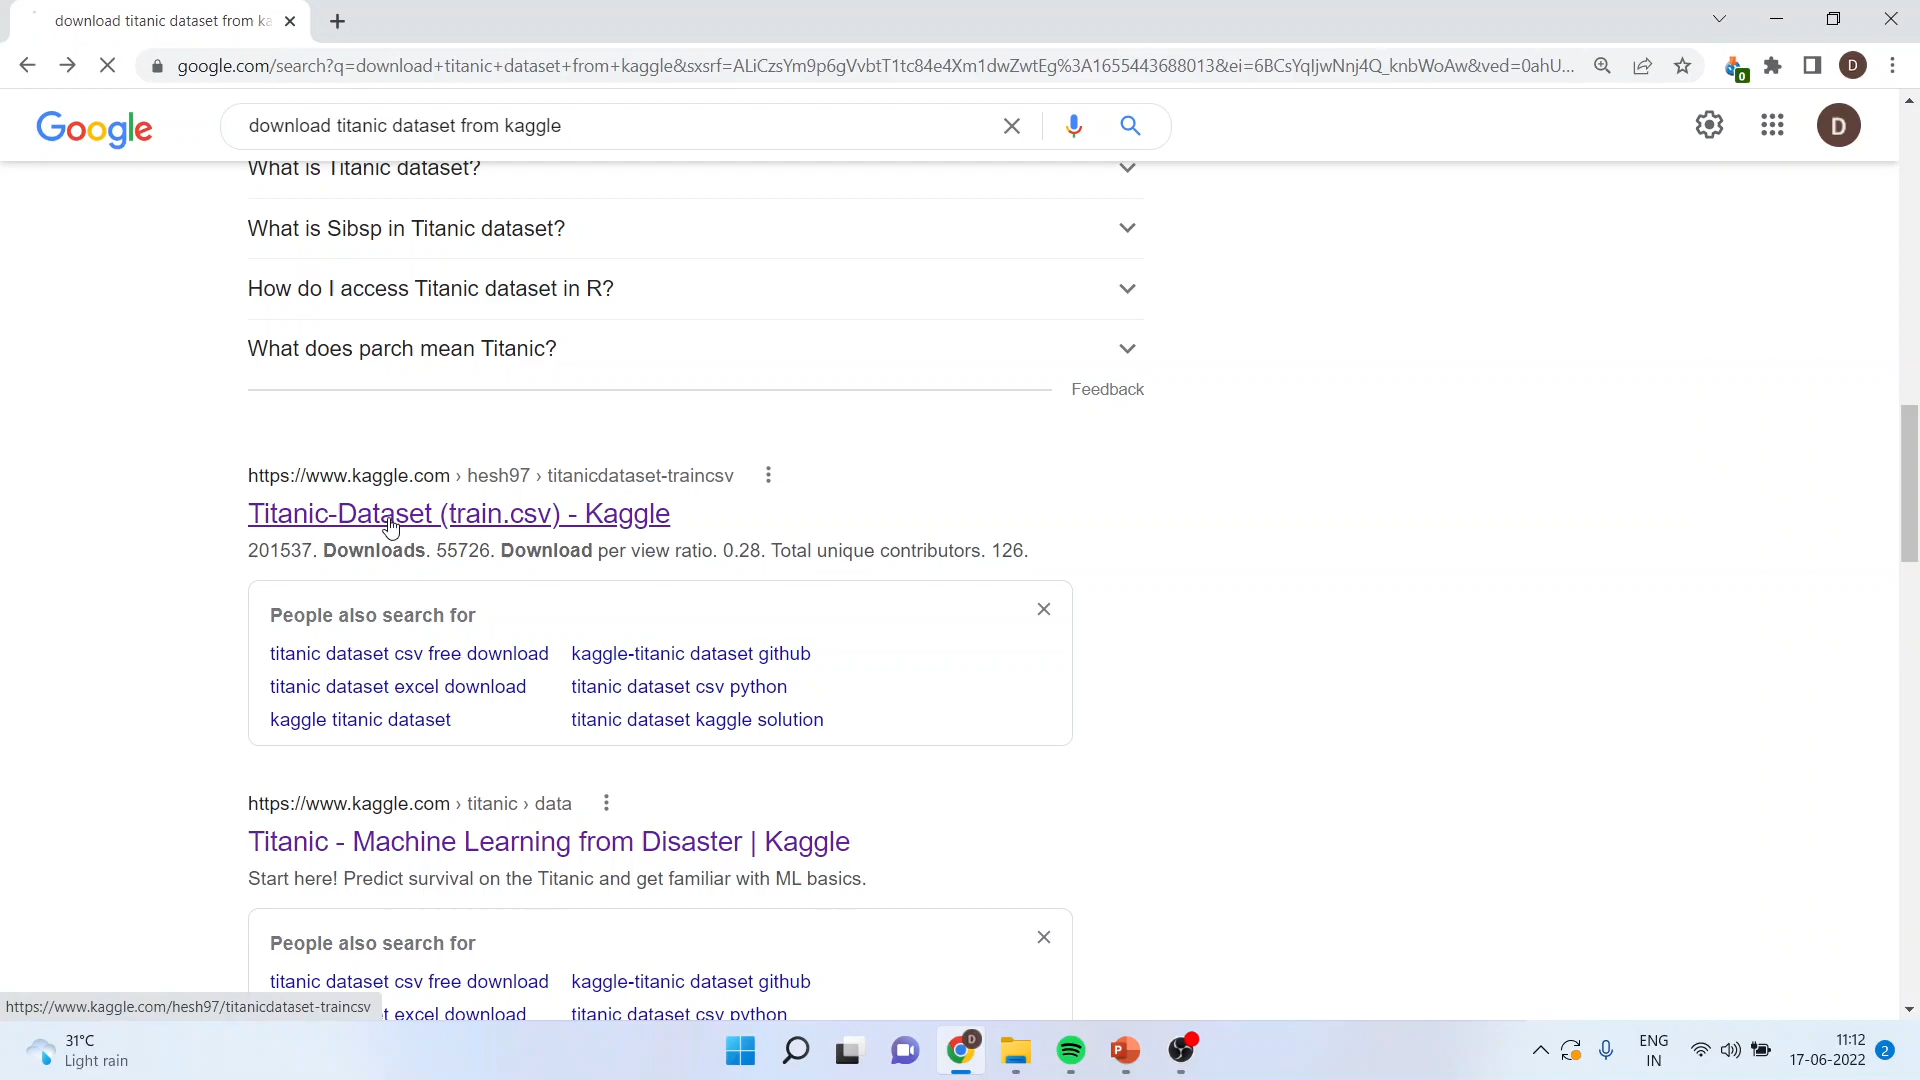 download titanic dataset from ka
google.com/search?q=download+titanic+dataset+from+kaggle&sxsrf=ALiCzsYm9p6gVvbtT1tc84e4Xm1dwZwtEg%3A1655443688013&ei=6BCsYqIjwNnj4Q_knbWoAw&ved=0ahU...
0
D
Google
download titanic dataset from kaggle
D
What is Titanic dataset?
What is Sibsp in Titanic dataset?
How do I access Titanic dataset in R?
What does parch mean Titanic?
Feedback
https://www.kaggle.com › hesh97 › titanicdataset-traincsv
Titanic-Dataset (train.csv) - Kaggle
201537. Downloads. 55726. Download per view ratio. 0.28. Total unique contributors. 126.
People also search for
titanic dataset csv free download kaggle-titanic dataset github
titanic dataset excel download titanic dataset csv python
kaggle titanic dataset titanic dataset kaggle solution
https://www.kaggle.com › titanic › data
Titanic - Machine Learning from Disaster | Kaggle
Start here! Predict survival on the Titanic and get familiar with ML basics.
People also search for
titanic dataset csv free download kaggle-titanic dataset github
t excel download titanic dataset csv python
https://www.kaggle.com/hesh97/titanicdataset-traincsv
31°C
Light rain
D
P
ENG
IN
11:12
17-06-2022
2